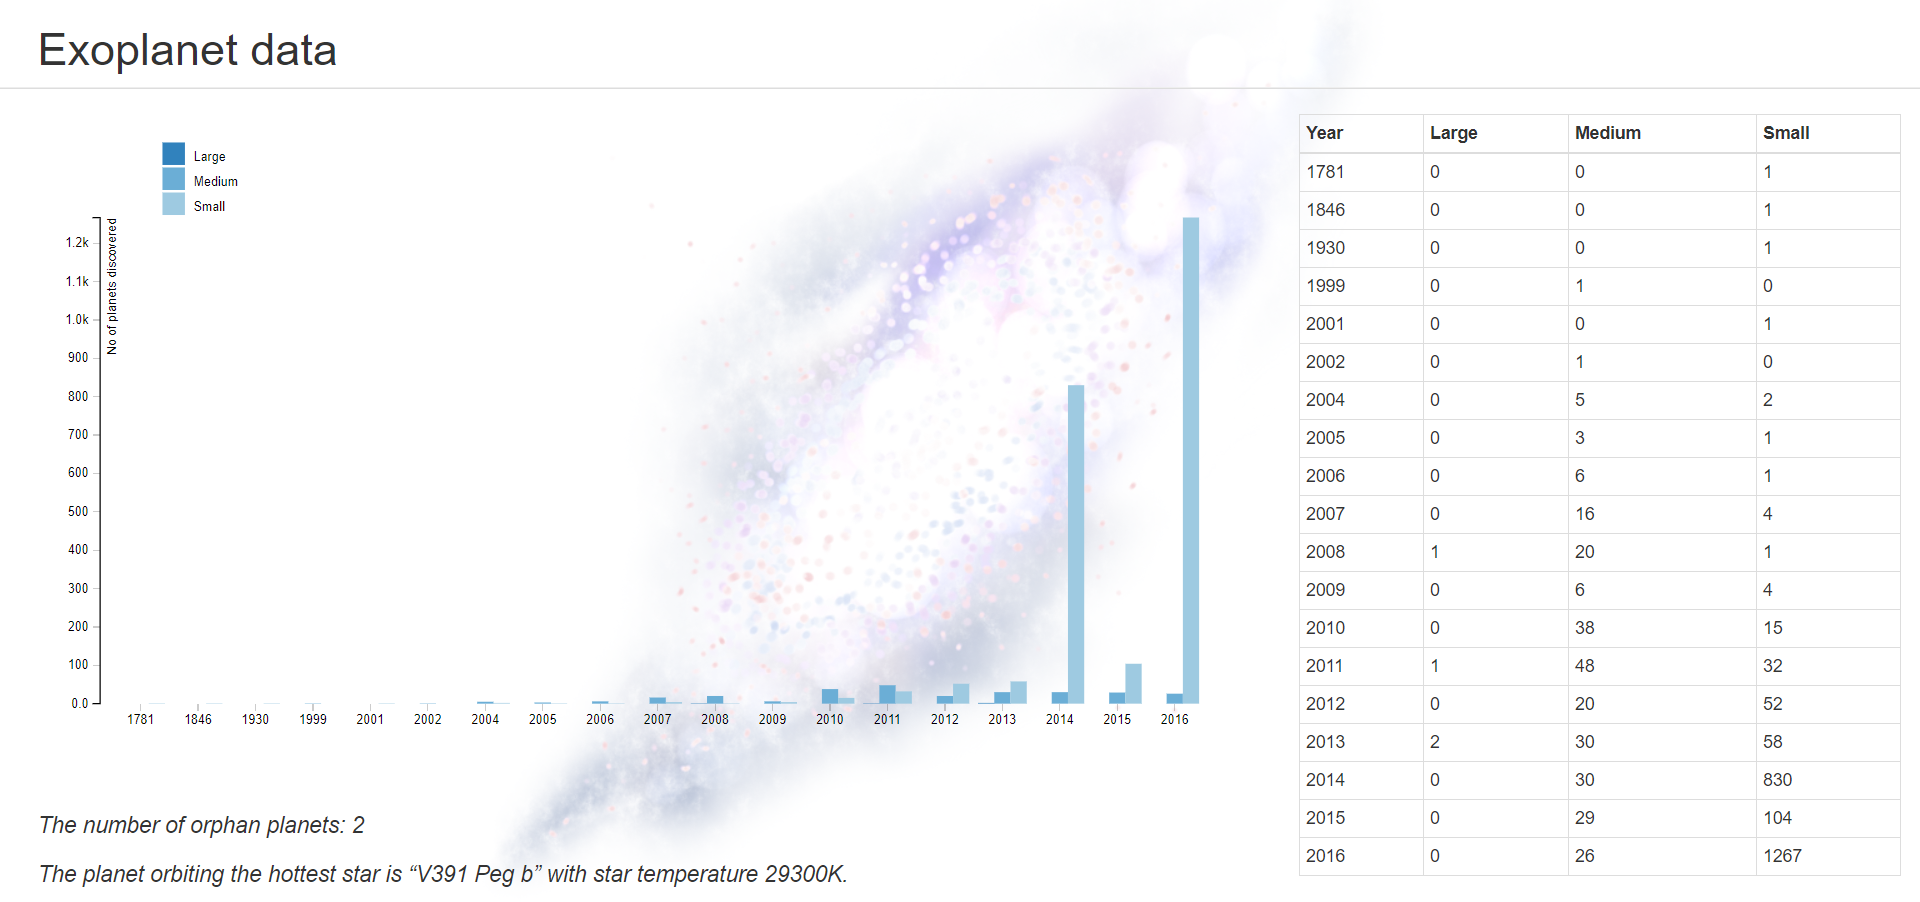 Exoplanet data
Large
Medium
Small
No of planets discovered
1.2k
1.1k
1.0k
900
800
700
600
500
400
300
200
100
0.0
1781 1846 1930 1999 2001 2002 2004 2005 2006 2007 2008 2009 2010 2011 2012 2013 2014 2015 2016
The number of orphan planets: 2
The planet orbiting the hottest star is “V391 Peg b” with star temperature 29300K.
Year Large Medium Small
1781 0 0 1
1846 0 0 1
1930 0 0 1
1999 0 1 0
2001 0 0 1
2002 0 1 0
2004 0 5 2
2005 0 3 1
2006 0 6 1
2007 0 16 4
2008 1 20 1
2009 0 6 4
2010 0 38 15
2011 1 48 32
2012 0 20 52
2013 2 30 58
2014 0 30 830
2015 0 29 104
2016 0 26 1267